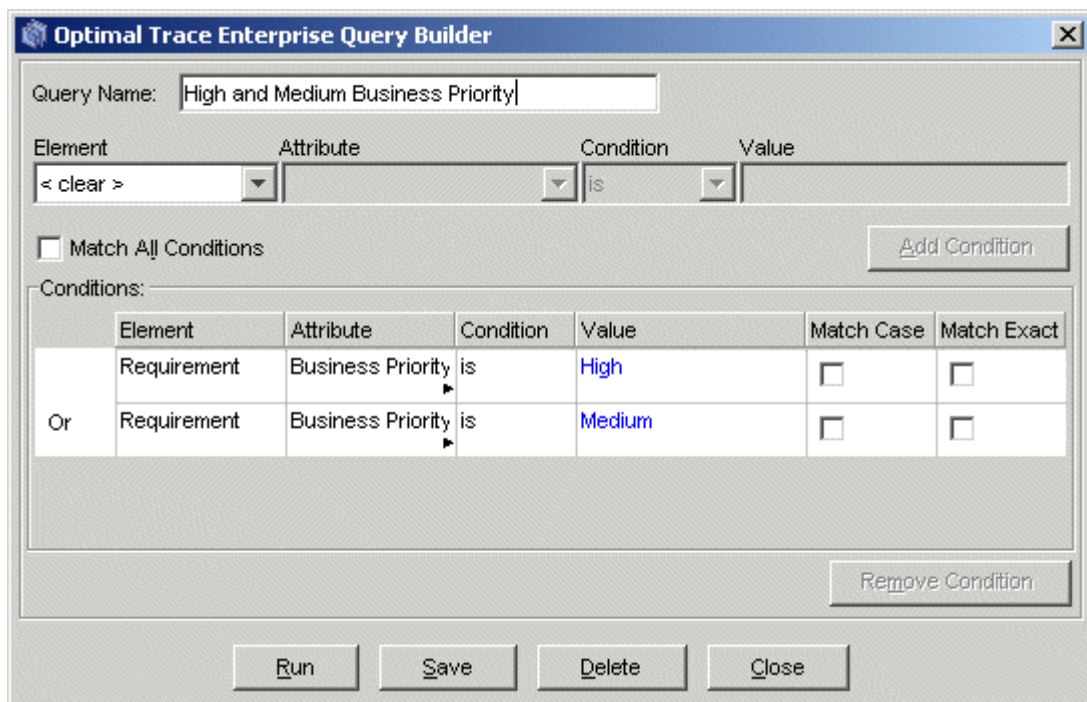 Optimal Trace Enterprise Query Builder
Query Name: High and Medium Business Priority
Element Attribute Condition Value
< clear > is
Match All Conditions Add Condition
Conditions:
Element Attribute Condition Value Match Case Match Exact
Requirement Business Priority is High
Or Requirement Business Priority is Medium
Remove Condition
Run Save Delete Close